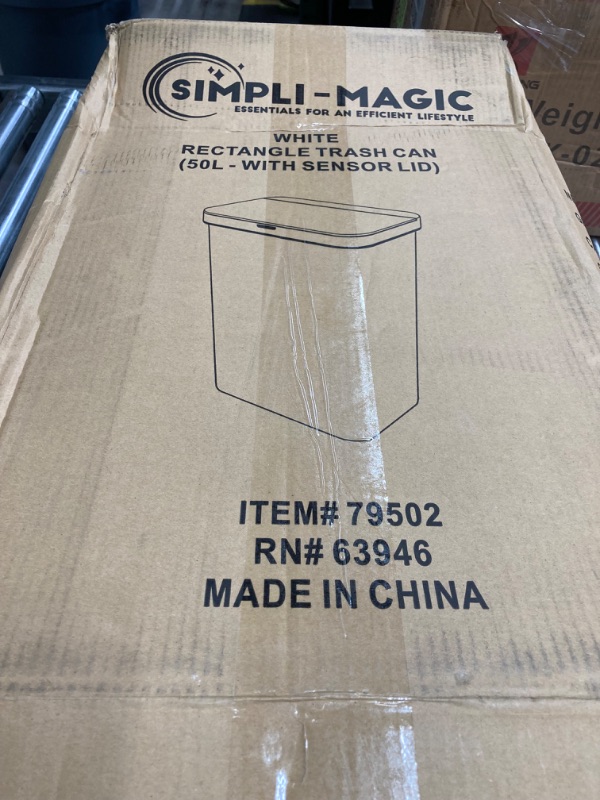 SIMPLI-MAGIC
ESSENTIALS FOR AN EFFICIENT LIFESTYLE
WHITE
RECTANGLE TRASH CAN
(50L - WITH SENSOR LID)
ITEM# 79502
RN# 63946
MADE IN CHINA